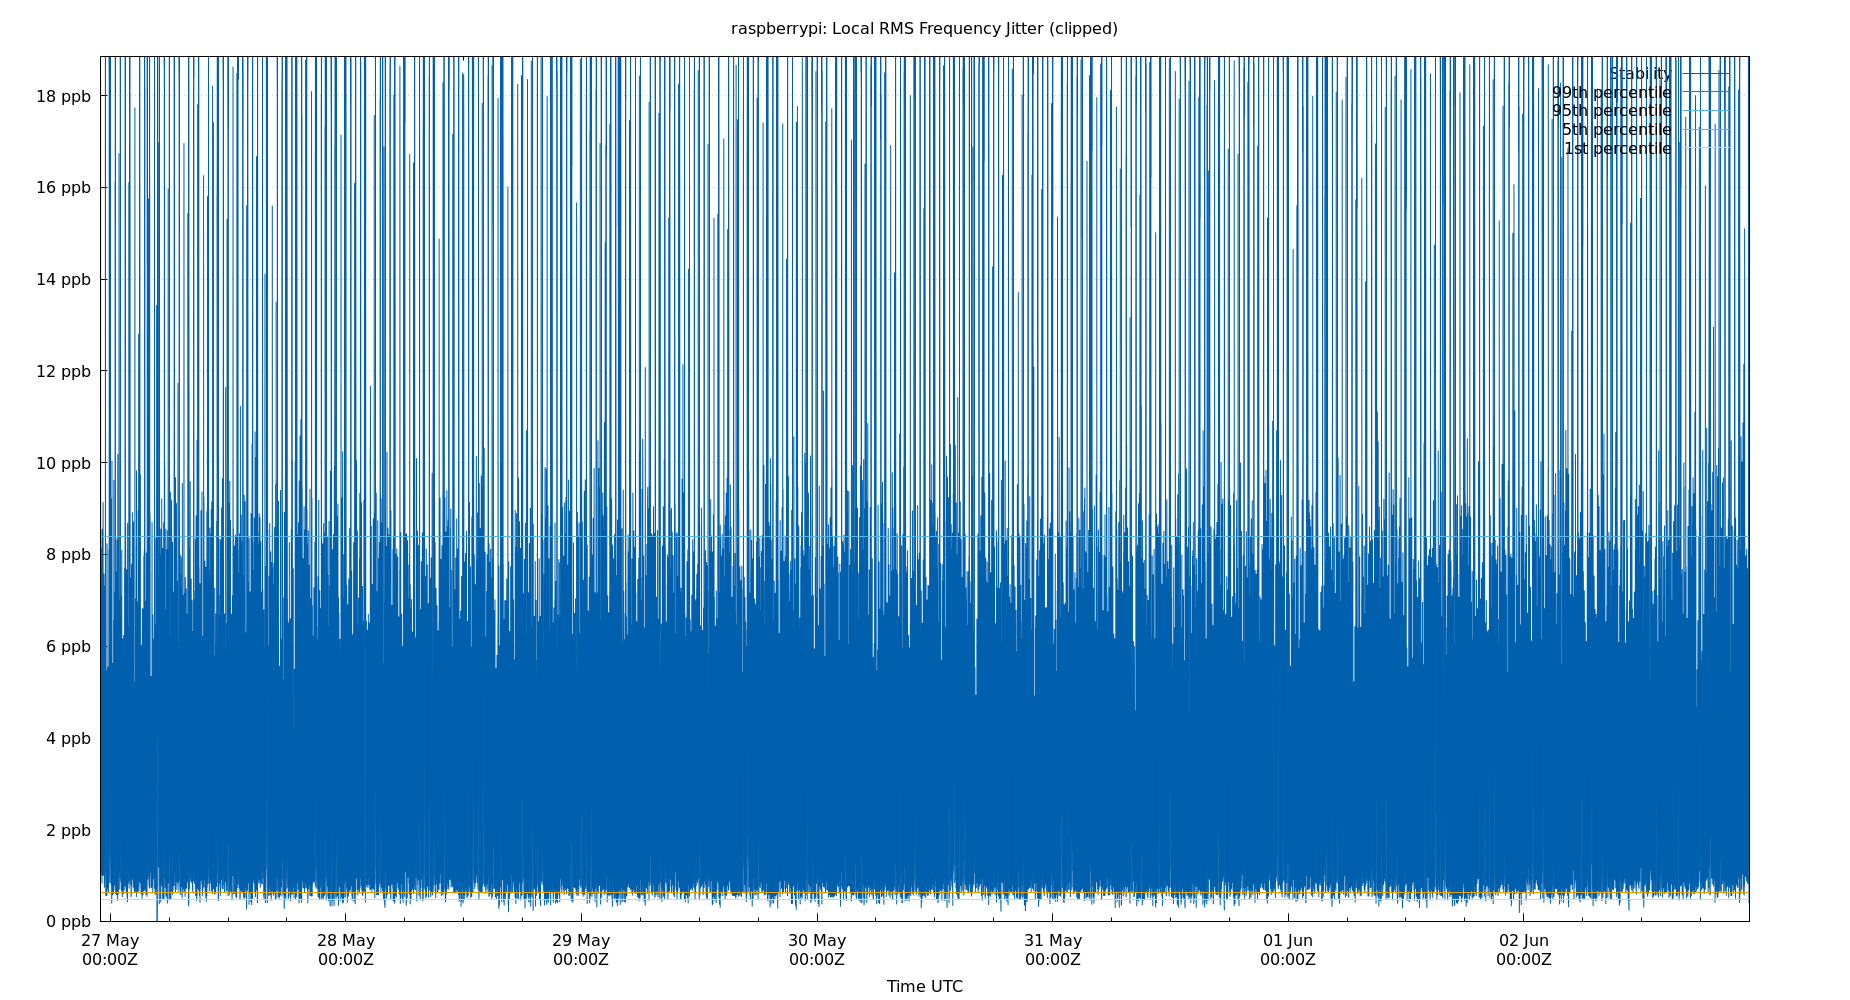 raspberrypi: Local RMS Frequency Jitter (clipped)
18 ppb
16 ppb
14 ppb
12 ppb
10 ppb
8 ppb
6 ppb
4 ppb
2 ppb
0 ppb
Stability
99th percentile
95th percentile
5th percentile
1st percentile
27 May 28 May 29 May 30 May 31 May 01 Jun 02 Jun
00:00Z 00:00Z 00:00Z 00:00Z 00:00Z 00:00Z 00:00Z
Time UTC